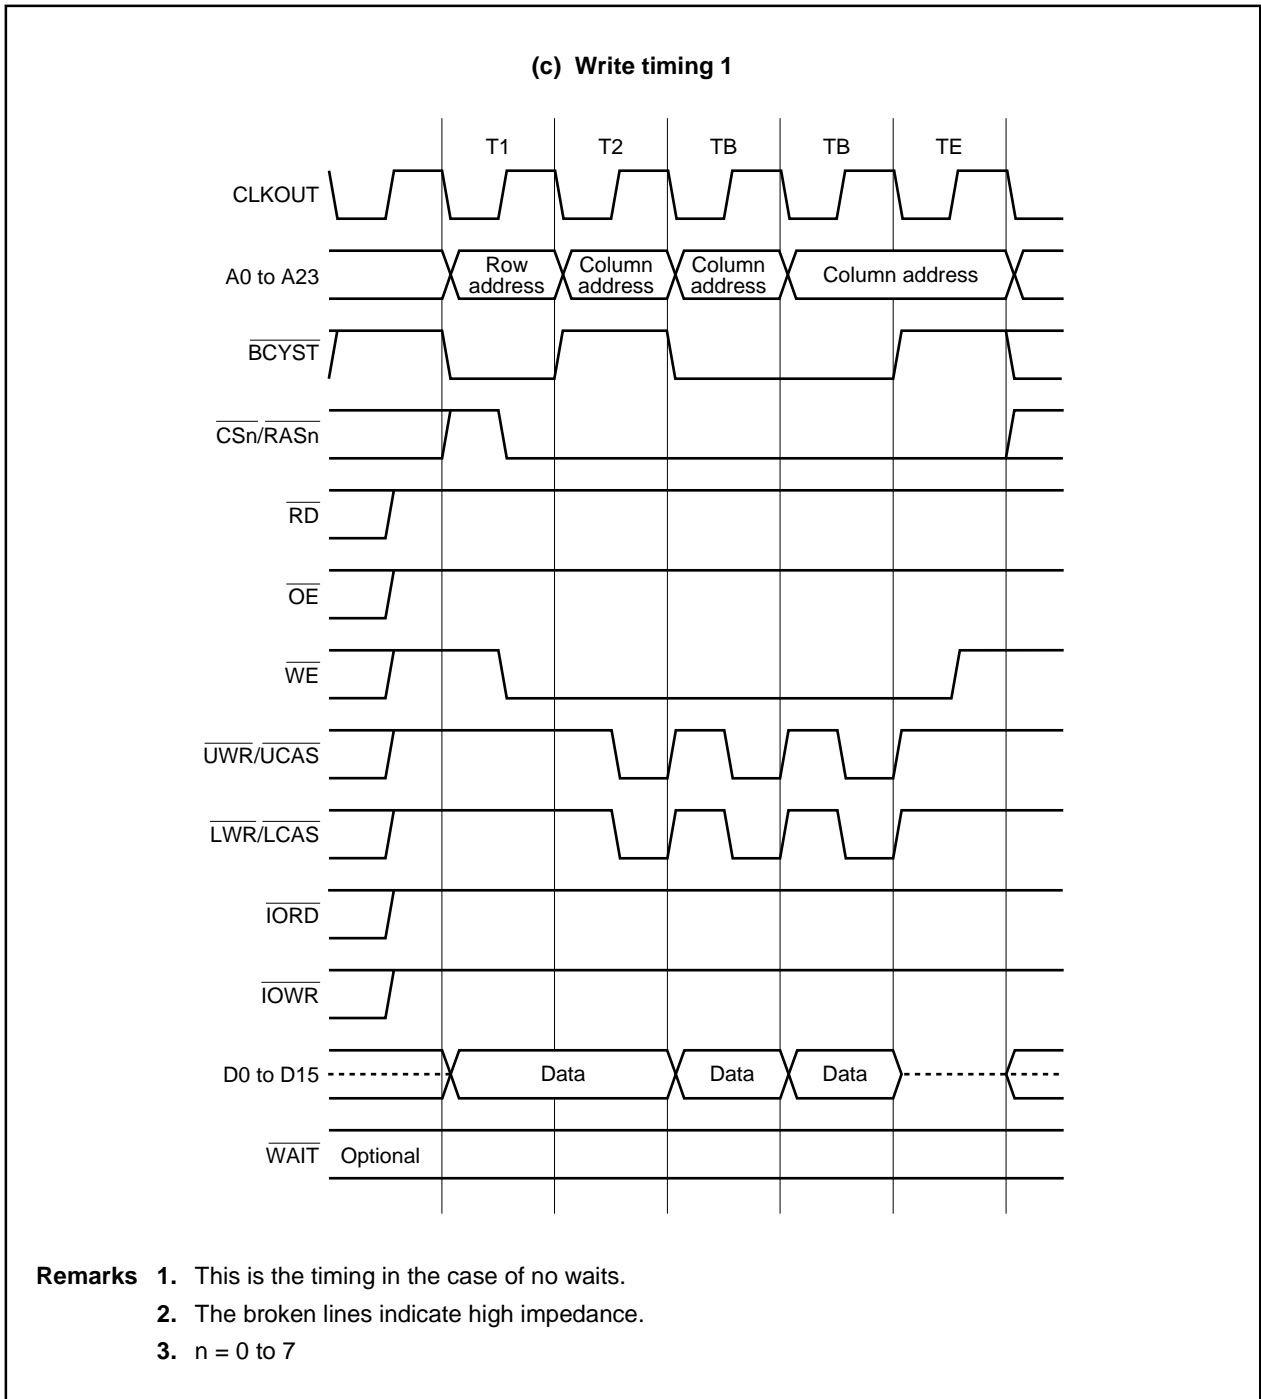 (c) Write timing 1
T1 T2 TB TB TE
CLKOUT
A0 to A23 Row address Column address Column address Column address
BCYST
CSn/RASn
RD
OE
WE
UWR/UCAS
LWR/LCAS
IORD
IOWR
D0 to D15 Data Data Data
WAIT Optional
Remarks 1. This is the timing in the case of no waits.
2. The broken lines indicate high impedance.
3. n = 0 to 7